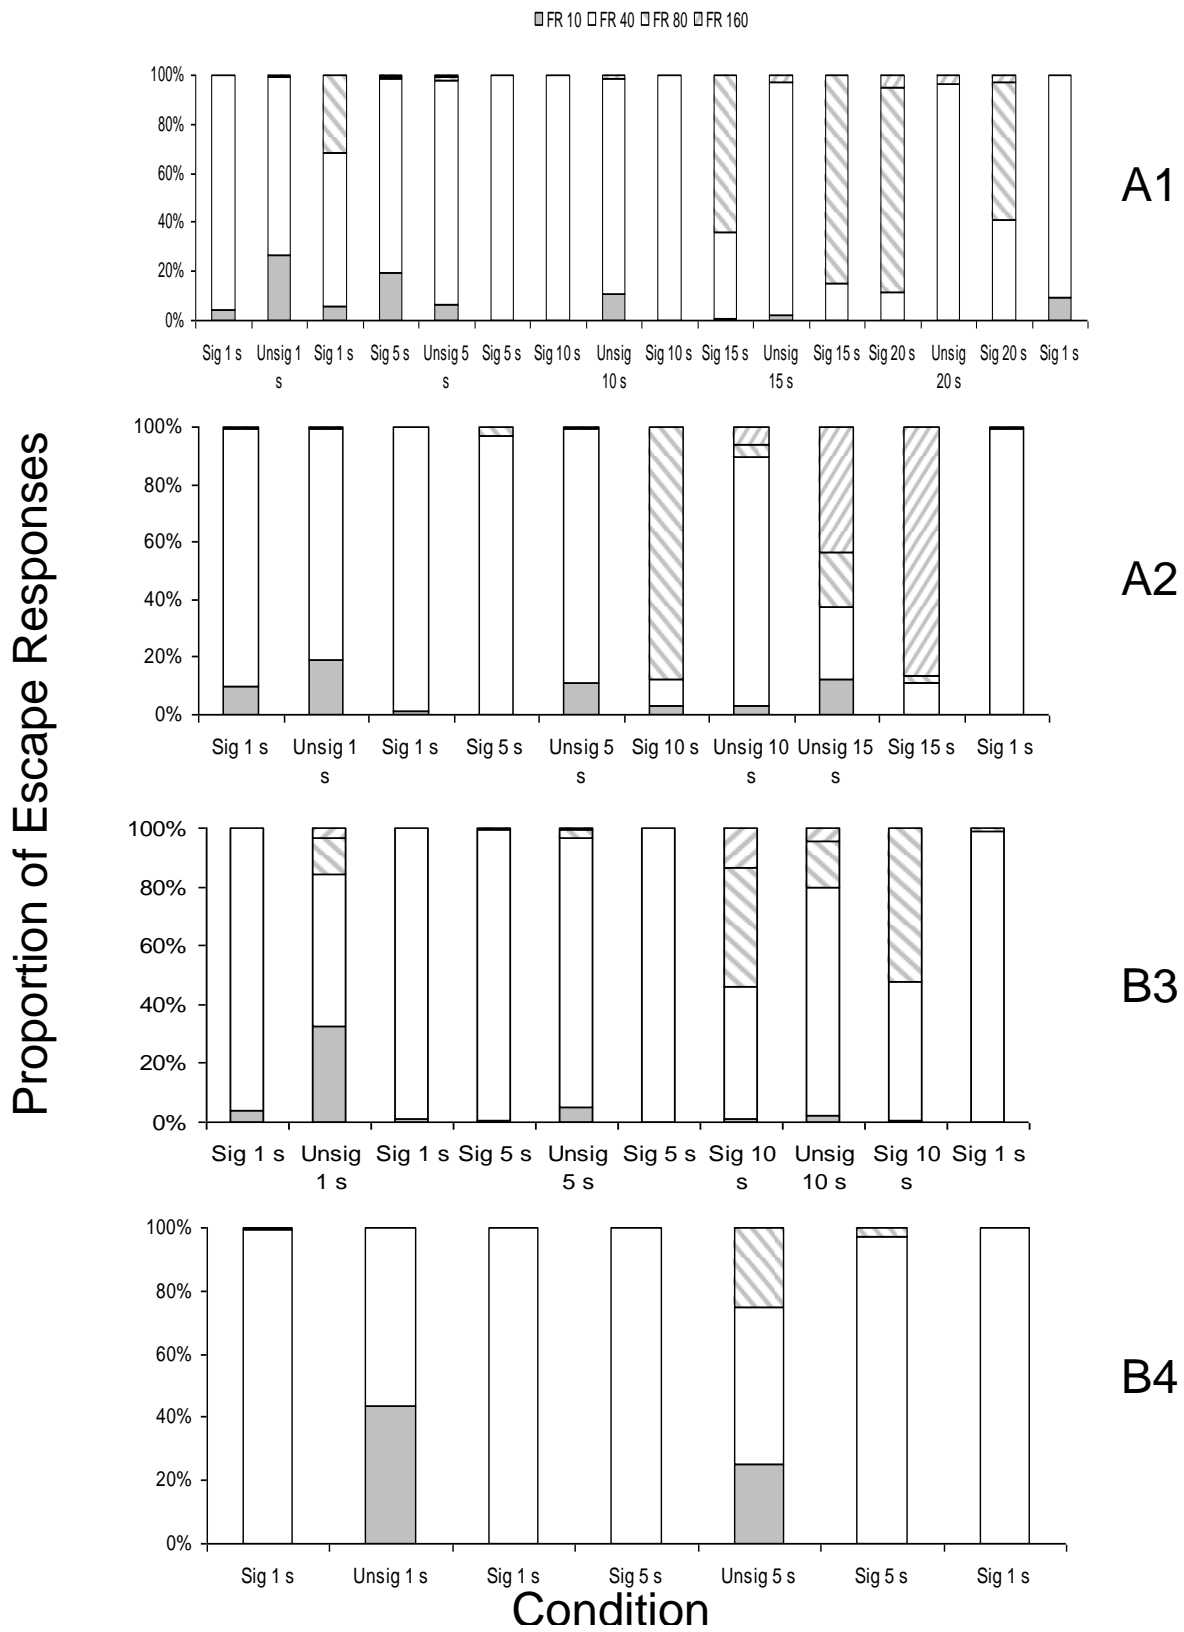 FR 10 FR 40 FR 80 FR 160
Proportion of Escape Responses
100%
80%
60%
40%
20%
0%
Sig 1 s Unsig 1 Sig 1 s Sig 5 s Unsig 5 Sig 5 s Sig 10 s Unsig Sig 10 s Sig 15 s Unsig Sig 15 s Sig 20 s Unsig Sig 20 s Sig 1 s
s s 10 s 15 s 20 s
A1
100%
80%
60%
40%
20%
0%
Sig 1 s Unsig 1 Sig 1 s Sig 5 s Unsig 5 Sig 10 s Unsig 10 Unsig 15 Sig 15 s Sig 1 s
s s s s
A2
100%
80%
60%
40%
20%
0%
Sig 1 s Unsig Sig 1 s Sig 5 s Unsig Sig 5 s Sig 10 Unsig Sig 10 Sig 1 s
1 s 5 s s 10 s s
B3
100%
80%
60%
40%
20%
0%
Sig 1 s Unsig 1 s Sig 1 s Sig 5 s Unsig 5 s Sig 5 s Sig 1 s
B4
Condition